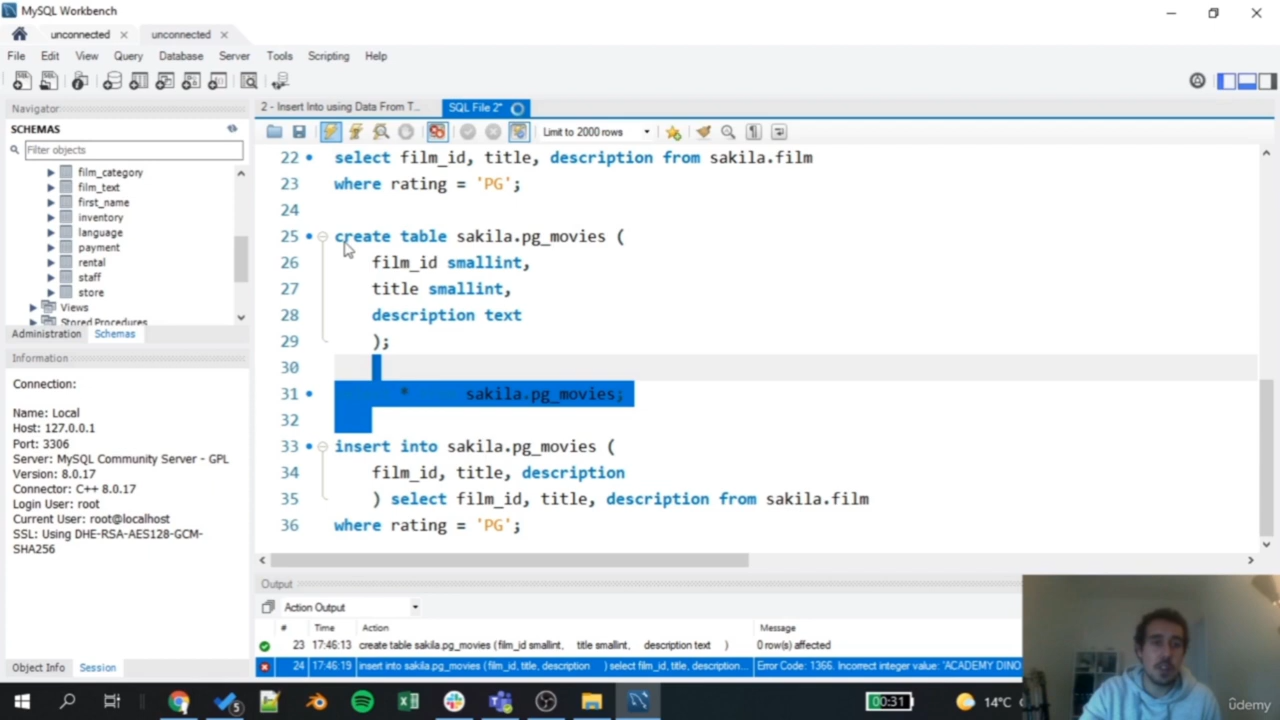 MySQL Workbench
unconnected × unconnected ×
File Edit View Query Database Server Tools Scripting Help
Navigator
SCHEMAS
Filter objects
film_category
film_text
first_name
inventory
language
payment
rental
staff
store
Views
Stored Procedures
Administration Schemas
Information
Connection:
Name: Local
Host: 127.0.0.1
Port: 3306
Server: MySQL Community Server - GPL
Version: 8.0.17
Connector: C++ 8.0.17
Login User: root
Current User: root@localhost
SSL: Using DHE-RSA-AES128-GCM-
SHA256
Object Info Session
2 - Insert Into using Data From T... SQL File 2*
Limit to 2000 rows
22 select film_id, title, description from sakila.film
23 where rating = 'PG';
24
25 create table sakila.pg_movies (
26 film_id smallint,
27 title smallint,
28 description text
29 );
30
31 * sakila.pg_movies;
32
33 insert into sakila.pg_movies (
34 film_id, title, description
35 ) select film_id, title, description from sakila.film
36 where rating = 'PG';
Output
Action Output
# Time Action Message
23 17:46:13 create table sakila.pg_movies ( film_id smallint, title smallint, description text ) 0 row(s) affected
24 17:46:19 insert into sakila.pg_movies ( film_id, title, description ) select film_id, title, description... Error Code: 1366. Incorrect integer value: 'ACADEMY DINO
5 00:31 14°C
ûdemy